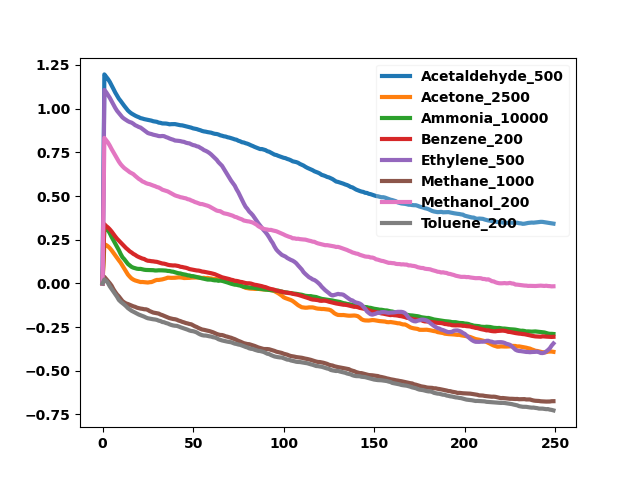 1.25
1.00
0.75
0.50
0.25
0.00
−0.25
−0.50
−0.75
0
50
100
150
200
250
Acetaldehyde_500
Acetone_2500
Ammonia_10000
Benzene_200
Ethylene_500
Methane_1000
Methanol_200
Toluene_200